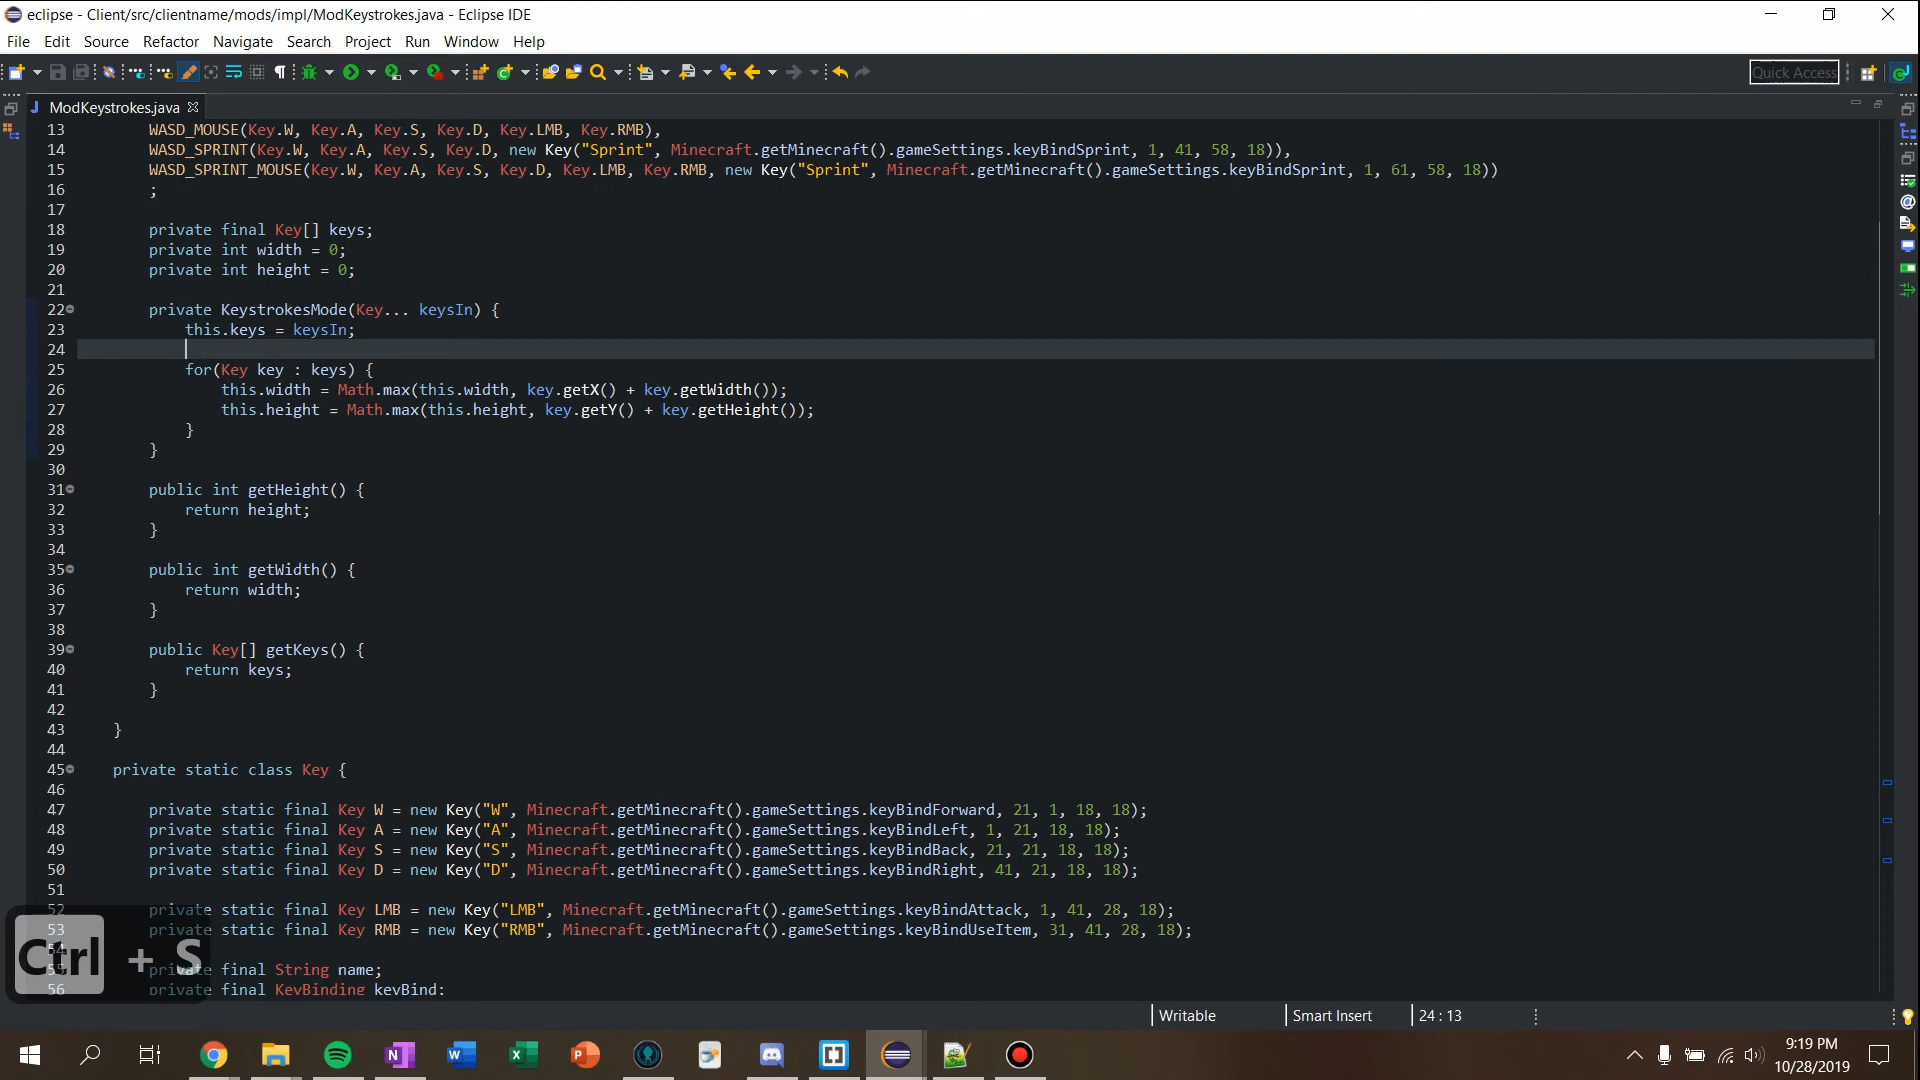 eclipse - Client/src/clientname/mods/impl/ModKeystrokes.java - Eclipse IDE
File Edit Source Refactor Navigate Search Project Run Window Help
Quick Access
ModKeystrokes.java
13 WASD_MOUSE(Key.W, Key.A, Key.S, Key.D, Key.LMB, Key.RMB),
14 WASD_SPRINT(Key.W, Key.A, Key.S, Key.D, new Key("Sprint", Minecraft.getMinecraft().gameSettings.keyBindSprint, 1, 41, 58, 18)),
15 WASD_SPRINT_MOUSE(Key.W, Key.A, Key.S, Key.D, Key.LMB, Key.RMB, new Key("Sprint", Minecraft.getMinecraft().gameSettings.keyBindSprint, 1, 61, 58, 18))
16 ;
17
18 private final Key[] keys;
19 private int width = 0;
20 private int height = 0;
21
22 private KeystrokesMode(Key... keysIn) {
23 this.keys = keysIn;
24
25 for(Key key : keys) {
26 this.width = Math.max(this.width, key.getX() + key.getWidth());
27 this.height = Math.max(this.height, key.getY() + key.getHeight());
28 }
29 }
30
31 public int getHeight() {
32 return height;
33 }
34
35 public int getWidth() {
36 return width;
37 }
38
39 public Key[] getKeys() {
40 return keys;
41 }
42
43 }
44
45 private static class Key {
46
47 private static final Key W = new Key("W", Minecraft.getMinecraft().gameSettings.keyBindForward, 21, 1, 18, 18);
48 private static final Key A = new Key("A", Minecraft.getMinecraft().gameSettings.keyBindLeft, 1, 21, 18, 18);
49 private static final Key S = new Key("S", Minecraft.getMinecraft().gameSettings.keyBindBack, 21, 21, 18, 18);
50 private static final Key D = new Key("D", Minecraft.getMinecraft().gameSettings.keyBindRight, 41, 21, 18, 18);
51
52 private static final Key LMB = new Key("LMB", Minecraft.getMinecraft().gameSettings.keyBindAttack, 1, 41, 28, 18);
53 private static final Key RMB = new Key("RMB", Minecraft.getMinecraft().gameSettings.keyBindUseItem, 31, 41, 28, 18);
54
55 private final String name;
56 private final KeyBinding keyBind;
Ctrl + S
Writable Smart Insert 24 : 13
9:19 PM
10/28/2019